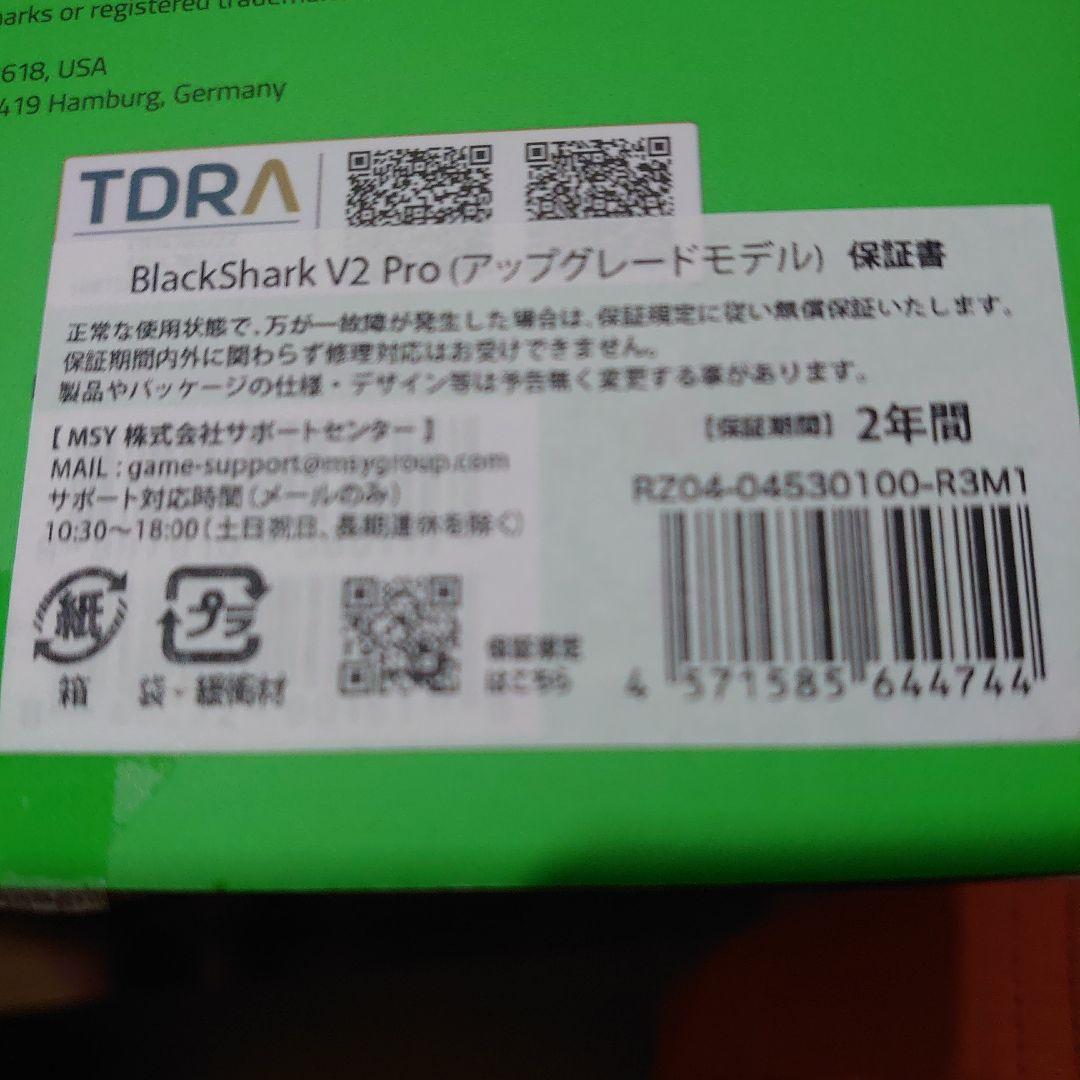 marks or registered
618, USA
419 Hamburg, Germany
TDRA
BlackShark V2 Pro (アップグレードモデル) 保証書
正常な使用状態で、万が一故障が発生した場合は、保証規定に従い無償保証いたします。
保証期間内外に関わらず修理対応はお受けできません。
製品やパッケージの仕様・デザイン等は予告無く変更する事があります。
【 MSY 株式会社サポートセンター 】
MAIL : game-support@msygroup.com
サポート対応時間 (メールのみ)
10:30～18:00 (土日祝日、長期連休を除く)
[保証期間] 2年間
RZ04-04530100-R3M1
紙
プラ
箱
袋・緩衝材
保証規定
はこちら
4 571585 644744